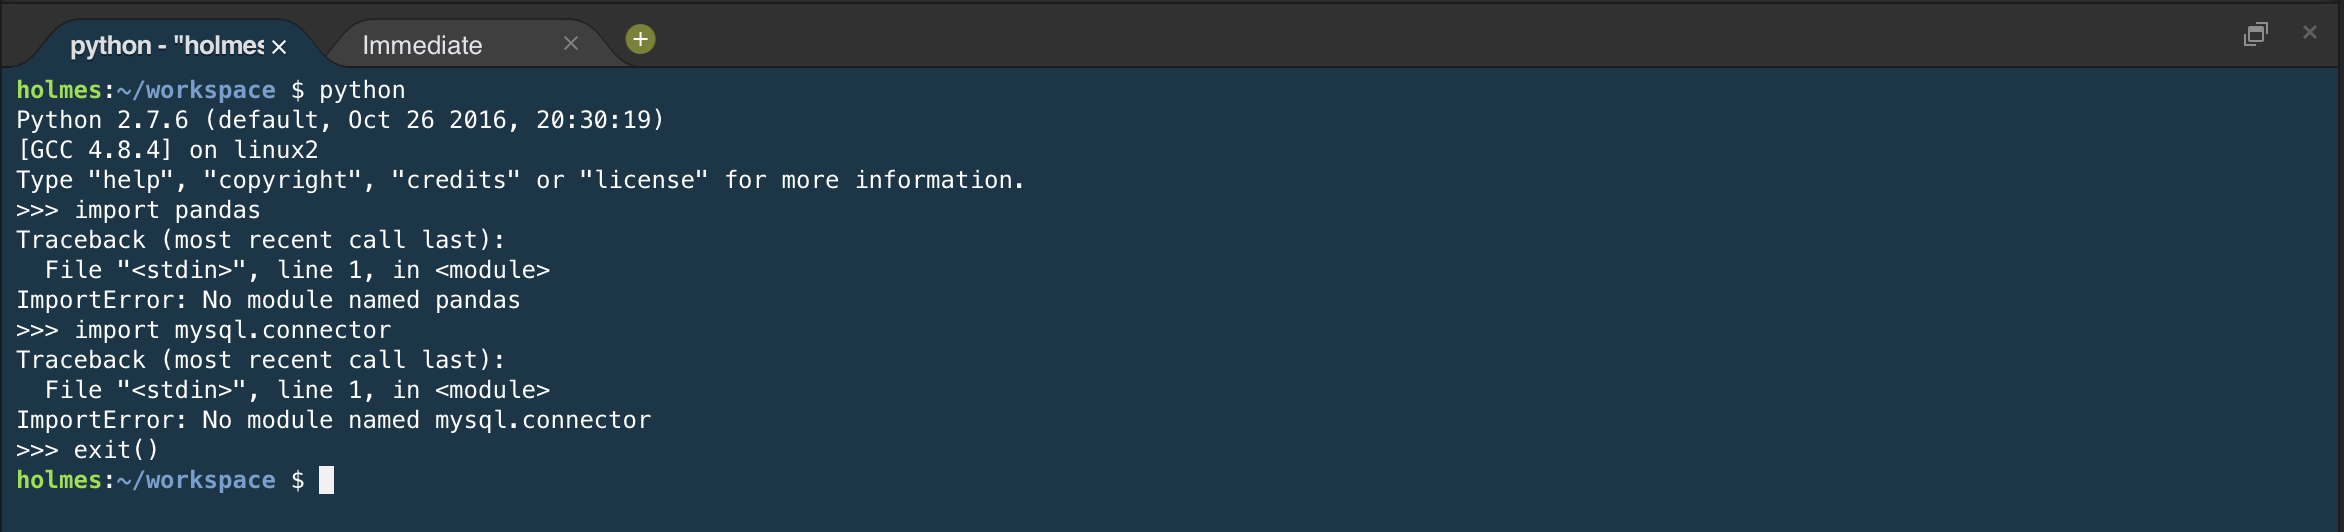 python - "holmes × Immediate × +
holmes:~/workspace $ python
Python 2.7.6 (default, Oct 26 2016, 20:30:19)
[GCC 4.8.4] on linux2
Type "help", "copyright", "credits" or "license" for more information.
>>> import pandas
Traceback (most recent call last):
  File "<stdin>", line 1, in <module>
ImportError: No module named pandas
>>> import mysql.connector
Traceback (most recent call last):
  File "<stdin>", line 1, in <module>
ImportError: No module named mysql.connector
>>> exit()
holmes:~/workspace $